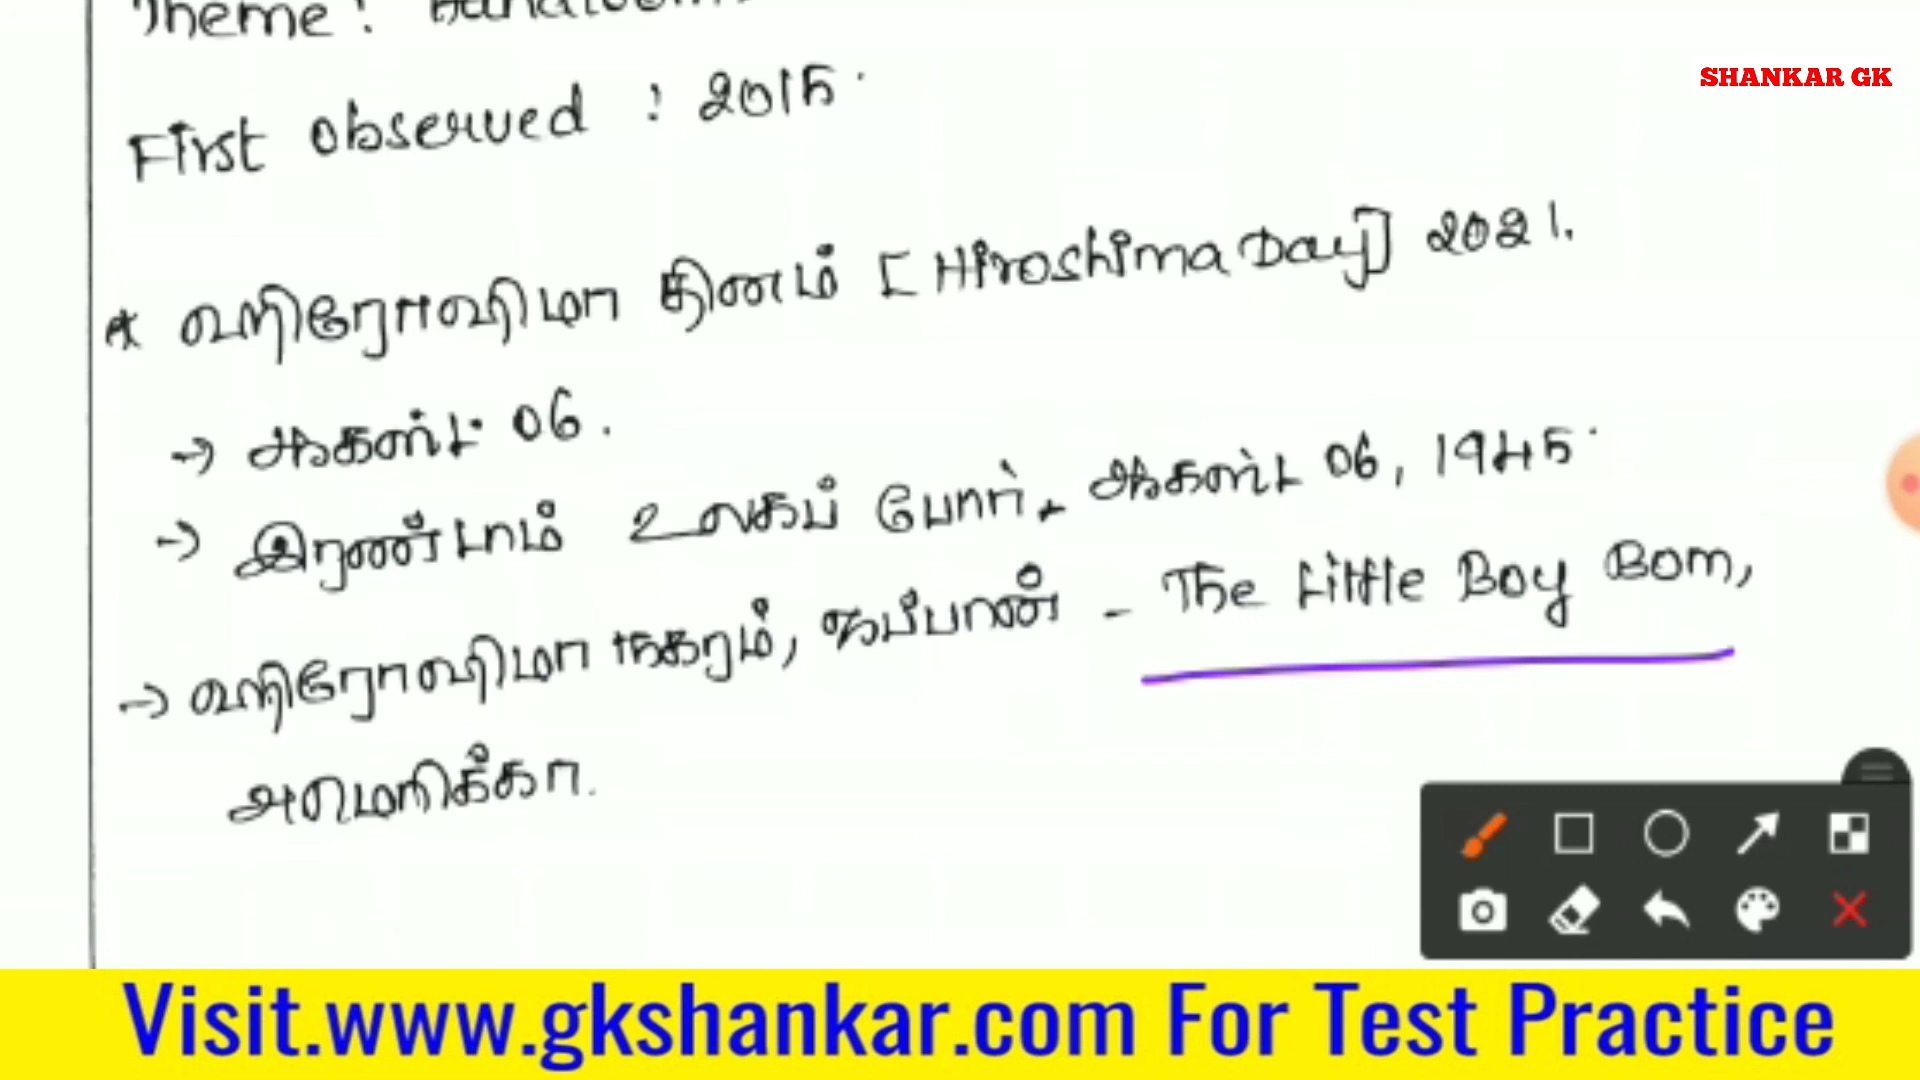 Theme :
SHANKAR GK
First observed : 2015.
* ஹிரோஷிமா தினம் [Hiroshima Day] 2021.
→ ஆகஸ்ட் 06.
→ இரண்டாம் உலகப் போர். ஆகஸ்ட் 06, 1945.
→ ஹிரோஷிமா நகரம், ஜப்பான் - The Little Boy Bom,
அமெரிக்கா.
Visit.www.gkshankar.com For Test Practice